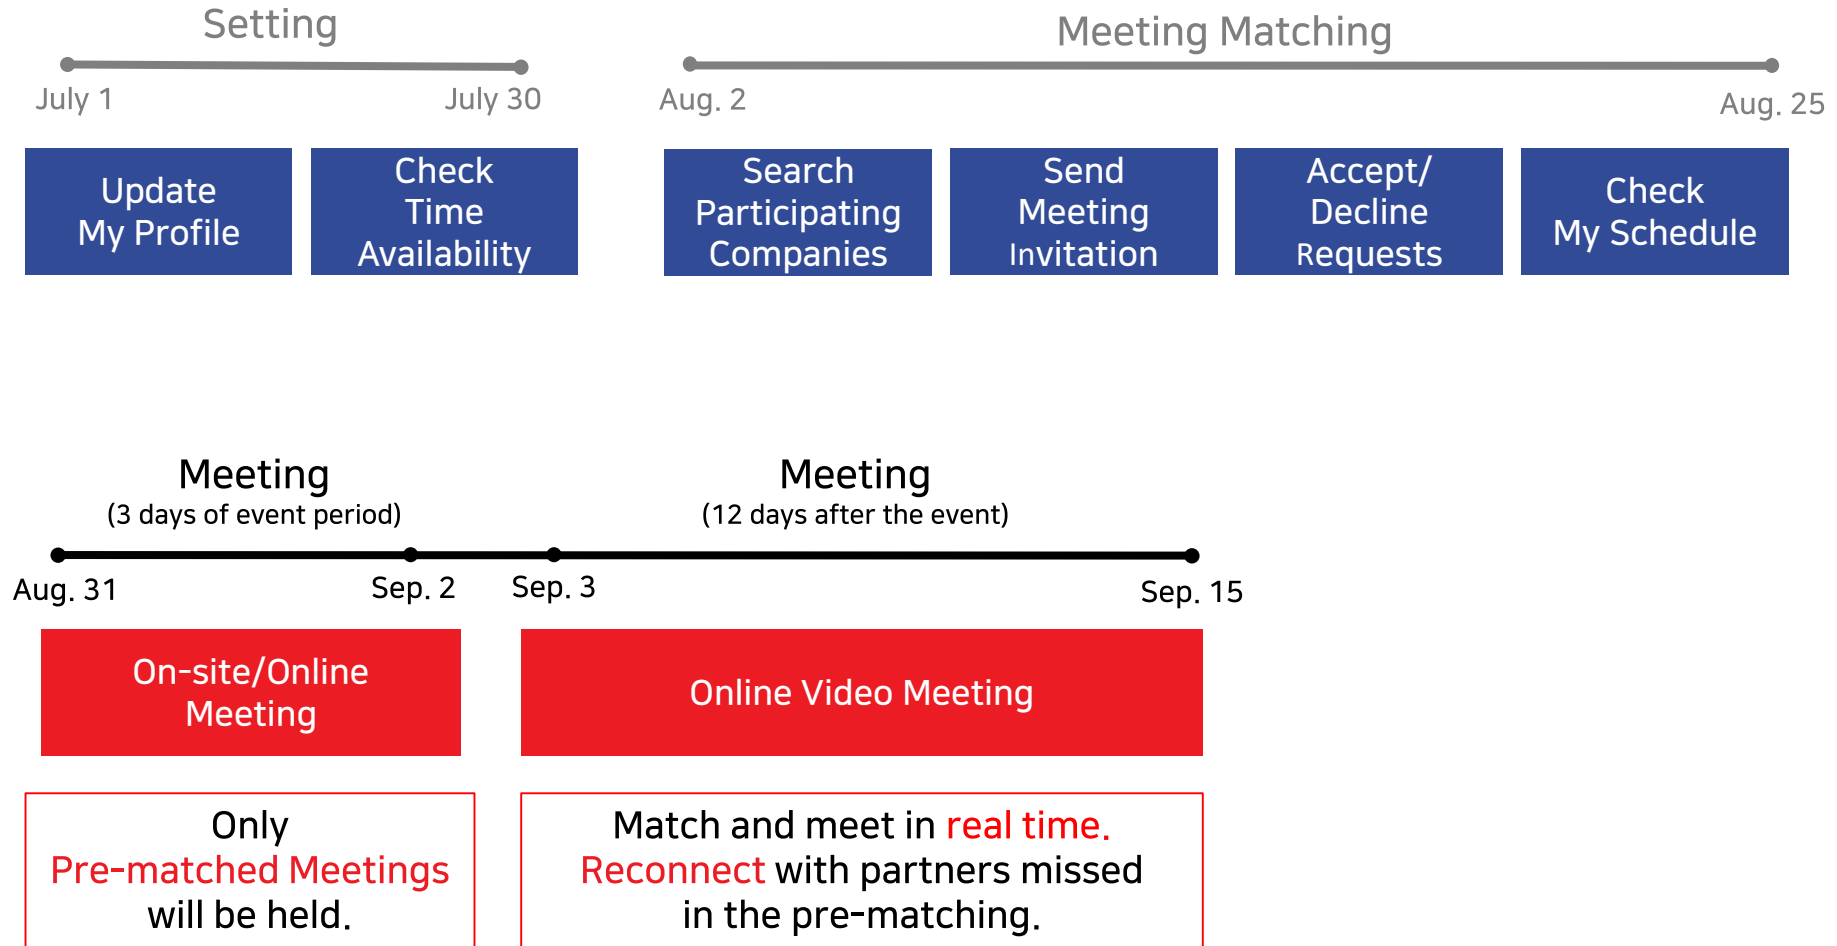 Setting
July 1
July 30
Update
My Profile
Check
Time
Availability
Meeting Matching
Aug. 2
Aug. 25
Search
Participating
Companies
Send
Meeting
Invitation
Accept/
Decline
Requests
Check
My Schedule
Meeting
(3 days of event period)
Aug. 31
Sep. 2
On-site/Online
Meeting
Only
Pre-matched Meetings
will be held.
Meeting
(12 days after the event)
Sep. 3
Sep. 15
Online Video Meeting
Match and meet in real time.
Reconnect with partners missed
in the pre-matching.